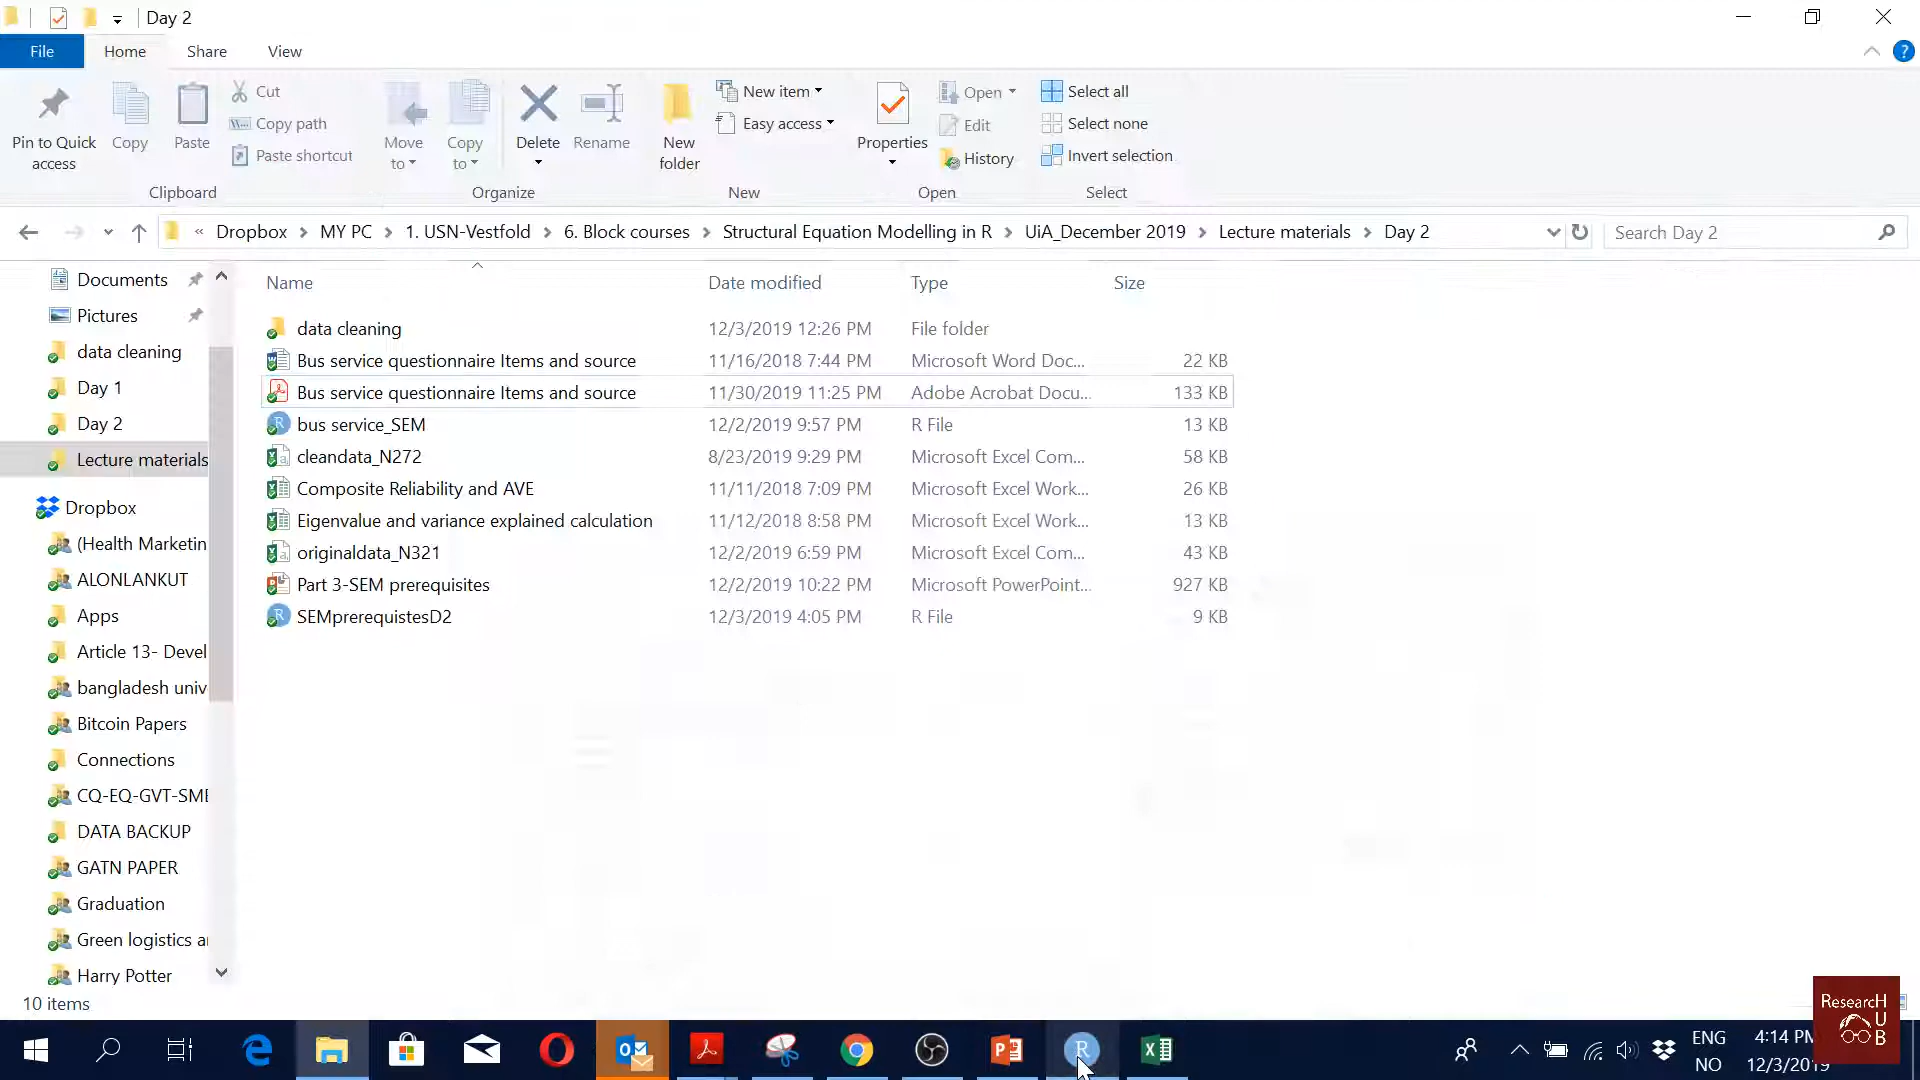 Day 2
File Home Share View
Pin to Quick access
Copy
Paste
Cut
Copy path
Paste shortcut
Clipboard
Move to
Copy to
Delete
Rename
Organize
New folder
New item
Easy access
New
Properties
Open
Edit
History
Open
Select all
Select none
Invert selection
Select
« Dropbox > MY PC > 1. USN-Vestfold > 6. Block courses > Structural Equation Modelling in R > UiA_December 2019 > Lecture materials > Day 2
Search Day 2
Documents
Pictures
data cleaning
Day 1
Day 2
Lecture materials
Dropbox
(Health Marketin
ALONLANKUT
Apps
Article 13- Devel
bangladesh univ
Bitcoin Papers
Connections
CQ-EQ-GVT-SME
DATA BACKUP
GATN PAPER
Graduation
Green logistics a
Harry Potter
Name Date modified Type Size
data cleaning 12/3/2019 12:26 PM File folder
Bus service questionnaire Items and source 11/16/2018 7:44 PM Microsoft Word Doc... 22 KB
Bus service questionnaire Items and source 11/30/2019 11:25 PM Adobe Acrobat Docu... 133 KB
bus service_SEM 12/2/2019 9:57 PM R File 13 KB
cleandata_N272 8/23/2019 9:29 PM Microsoft Excel Com... 58 KB
Composite Reliability and AVE 11/11/2018 7:09 PM Microsoft Excel Work... 26 KB
Eigenvalue and variance explained calculation 11/12/2018 8:58 PM Microsoft Excel Work... 13 KB
originaldata_N321 12/2/2019 6:59 PM Microsoft Excel Com... 43 KB
Part 3-SEM prerequisites 12/2/2019 10:22 PM Microsoft PowerPoint... 927 KB
SEMprerequistesD2 12/3/2019 4:05 PM R File 9 KB
10 items
ResearcH
U
B
ENG
NO
4:14 PM
12/3/2019